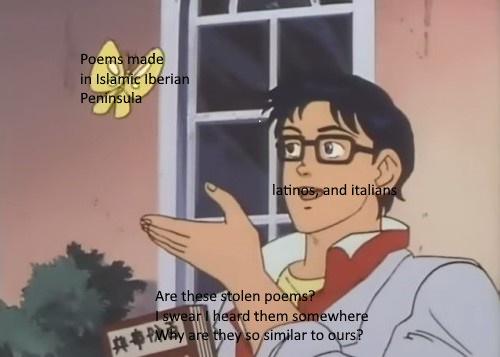 Poems made
in Islamic Iberian
Peninsula
latinos, and italians
Are these stolen poems?
I swear I heard them somewhere
Why are they so similar to ours?